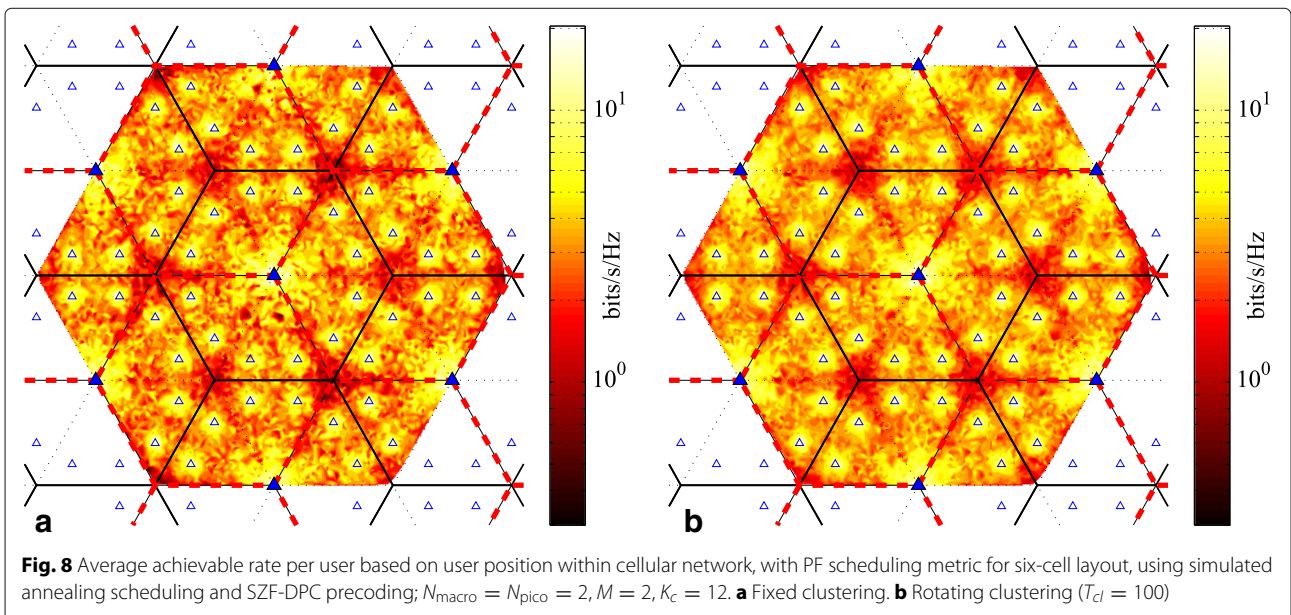 10¹
bits/s/Hz
10⁰
a
10¹
bits/s/Hz
10⁰
b
Fig. 8 Average achievable rate per user based on user position within cellular network, with PF scheduling metric for six-cell layout, using simulated
annealing scheduling and SZF-DPC precoding; N_macro = N_pico = 2, M = 2, K_c = 12. a Fixed clustering. b Rotating clustering (T_cl = 100)